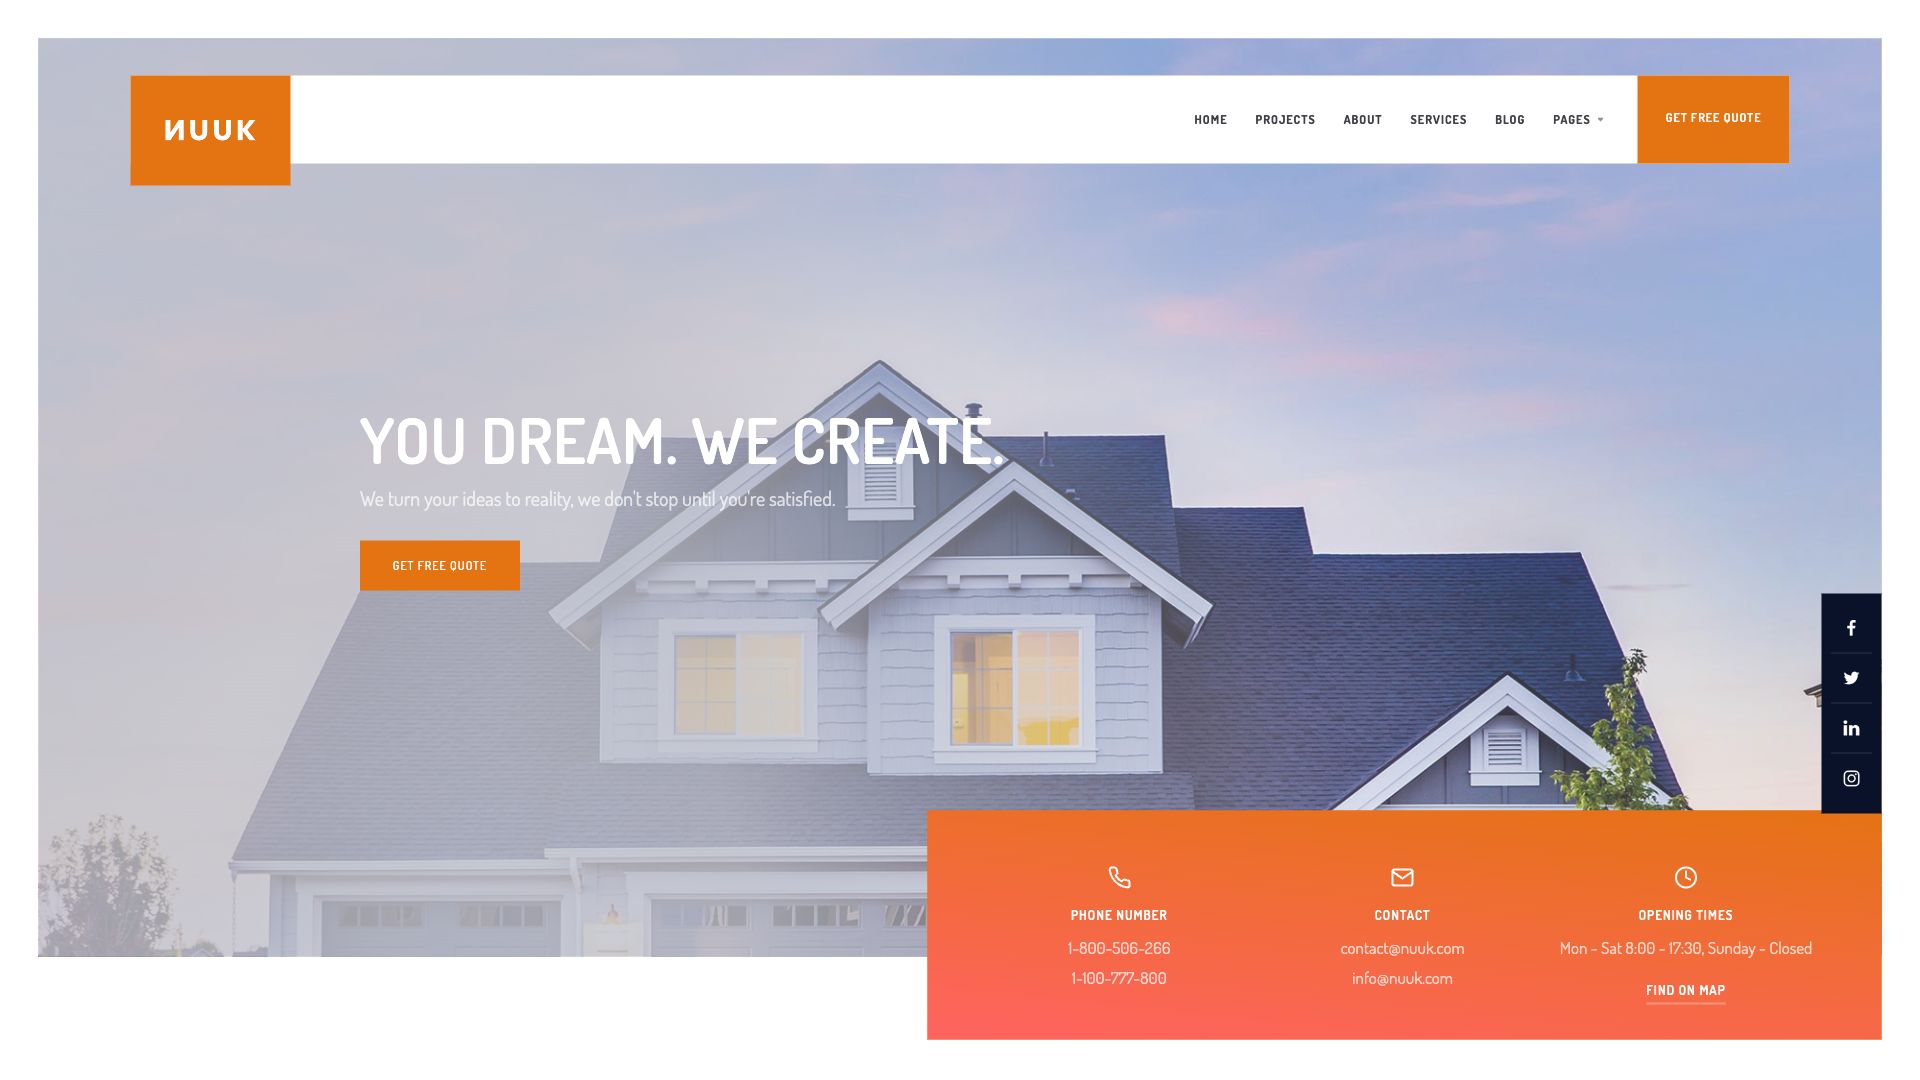 NUUK
HOME PROJECTS ABOUT SERVICES BLOG PAGES
GET FREE QUOTE
YOU DREAM. WE CREATE.
We turn your ideas to reality, we don't stop until you're satisfied.
GET FREE QUOTE
PHONE NUMBER
1-800-506-266
1-100-777-800
CONTACT
contact@nuuk.com
info@nuuk.com
OPENING TIMES
Mon - Sat 8:00 - 17:30, Sunday - Closed
FIND ON MAP